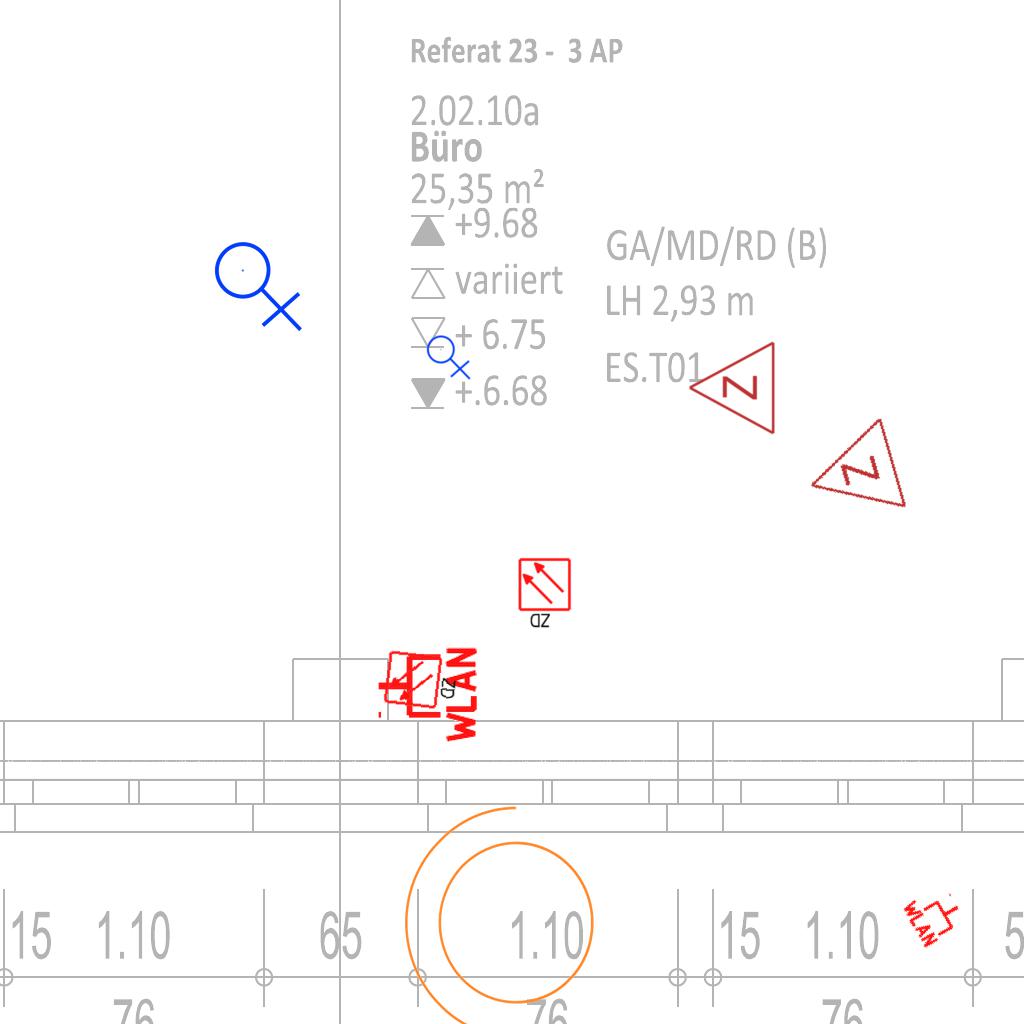 Referat 23 - 3 AP
2.02.10a
Büro
25,35 m²
+9.68
variiert
+ 6.75
+.6.68
GA/MD/RD (B)
LH 2,93 m
ES.T01
Z
Z
ZD
ZD
WLAN
WLAN
15
1.10
65
1.10
15
1.10
5
76
76
76